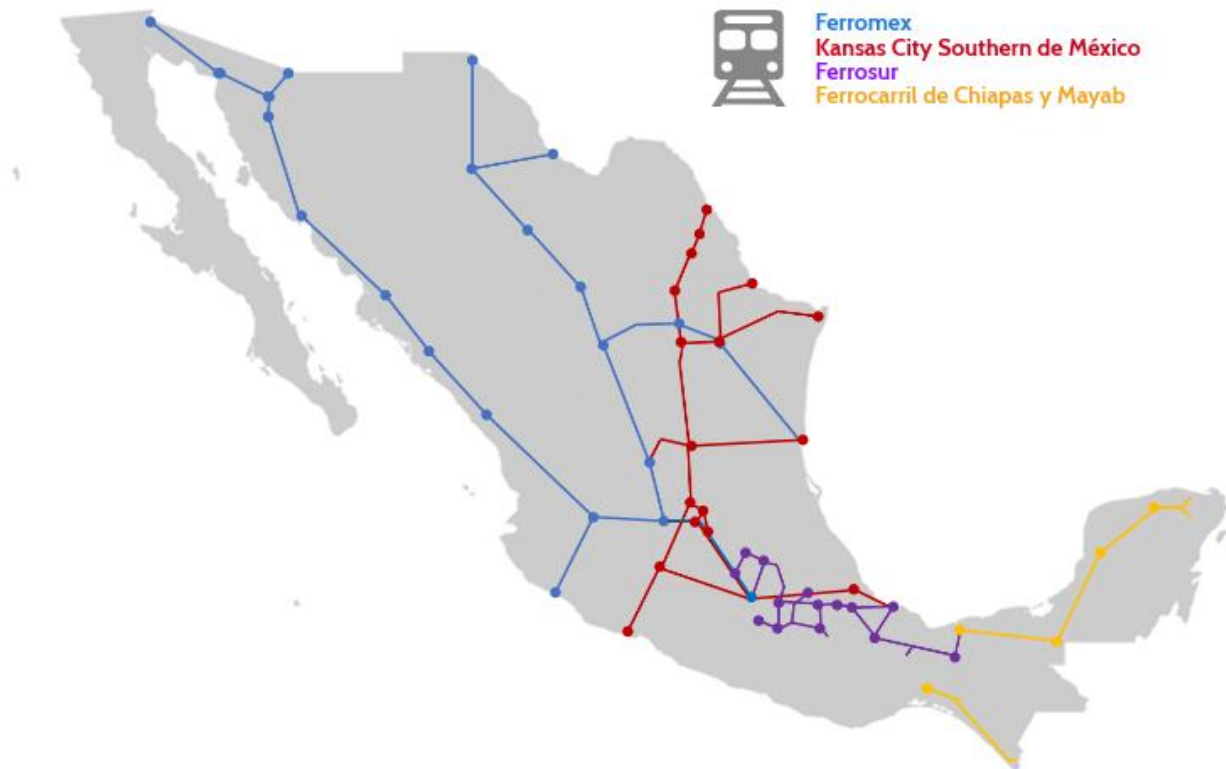 Ferromex
Kansas City Southern de México
Ferrosur
Ferrocarril de Chiapas y Mayab